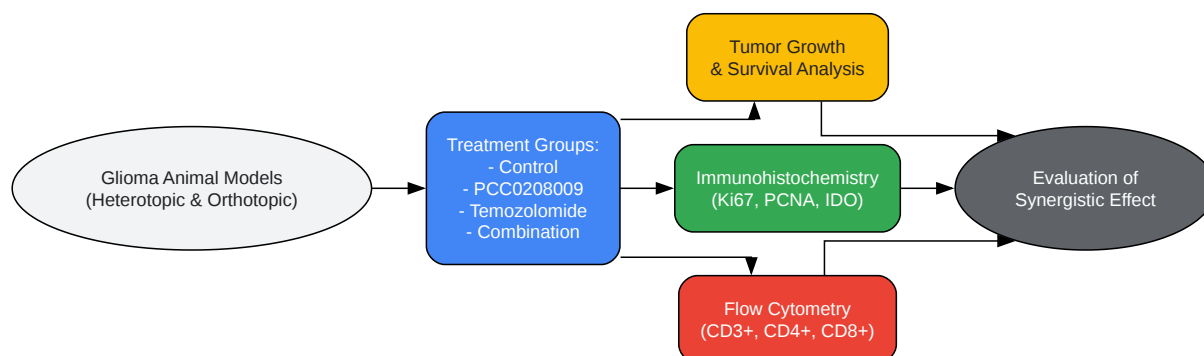 Glioma Animal Models
(Heterotopic & Orthotopic)
Treatment Groups:
- Control
- PCC0208009
- Temozolomide
- Combination
Tumor Growth
& Survival Analysis
Immunohistochemistry
(Ki67, PCNA, IDO)
Flow Cytometry
(CD3+, CD4+, CD8+)
Evaluation of
Synergistic Effect